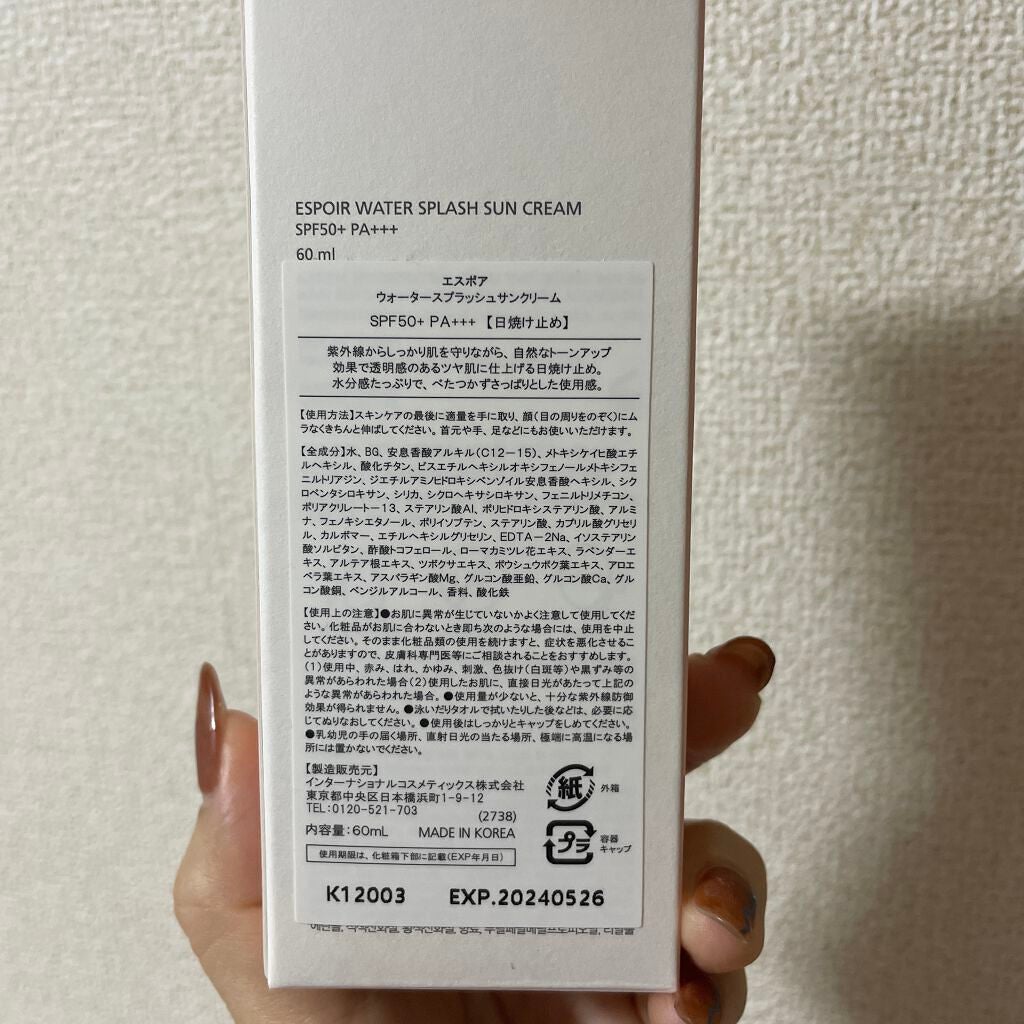 ESPOIR WATER SPLASH SUN CREAM
SPF50+ PA+++
60 ml
エスポア
ウォータースプラッシュサンクリーム
SPF50+ PA+++ 【日焼け止め】
紫外線からしっかり肌を守りながら、自然なトーンアップ
効果で透明感のあるツヤ肌に仕上げる日焼け止め。
水分感たっぷりで、べたつかずさっぱりとした使用感。
【使用方法】スキンケアの最後に適量を手に取り、顔(目の周りをのぞく)にム
ラなくきちんと伸ばしてください。首元や手、足などにもお使いいただけます。
【全成分】水、BG、安息香酸アルキル(C12-15)、メトキシケイヒ酸エチ
ルヘキシル、酸化チタン、ビスエチルヘキシルオキシフェノールメトキシフェ
ニルトリアジン、ジエチルアミノヒドロキシベンゾイル安息香酸ヘキシル、シク
ロペンタシロキサン、シリカ、シクロヘキサシロキサン、フェニルトリメチコン、
ポリアクリレート-13、ステアリン酸Al、ポリヒドロキシステアリン酸、アルミ
ナ、フェノキシエタノール、ポリイソブテン、ステアリン酸、カプリル酸グリセリ
ル、カルボマー、エチルヘキシルグリセリン、EDTA-2Na、イソステアリン
酸ソルビタン、酢酸トコフェロール、ローマカミツレ花エキス、ラベンダーエ
キス、アルテア根エキス、ツボクサエキス、ボウシュウボク葉エキス、アロエ
ベラ葉エキス、アスパラギン酸Mg、グルコン酸亜鉛、グルコン酸Ca、グル
コン酸銅、ベンジルアルコール、香料、酸化鉄
【使用上の注意】●お肌に異常が生じていないかよく注意して使用してくだ
さい。化粧品がお肌に合わないとき即ち次のような場合には、使用を中止
してください。そのまま化粧品類の使用を続けますと、症状を悪化させるこ
とがありますので、皮膚科専門医等にご相談されることをおすすめします。
(1)使用中、赤み、はれ、かゆみ、刺激、色抜け(白斑等)や黒ずみ等の
異常があらわれた場合(2)使用したお肌に、直接日光があたって上記の
ような異常があらわれた場合。●使用量が少ないと、十分な紫外線防御
効果が得られません。●泳いだりタオルで拭いたりした後などは、必要に応
じてぬりなおしてください。●使用後はしっかりとキャップをしめてください。
●乳幼児の手の届く場所、直射日光の当たる場所、極端に高温になる場
所には置かないでください。
【製造販売元】
インターナショナルコスメティックス株式会社
東京都中央区日本橋浜町1-9-12
TEL:0120-521-703
(2738)
内容量:60mL MADE IN KOREA
使用期限は、化粧箱下部に記載(EXP年月日)
紙 外箱
プラ 容器
キャップ
K12003 EXP.20240526